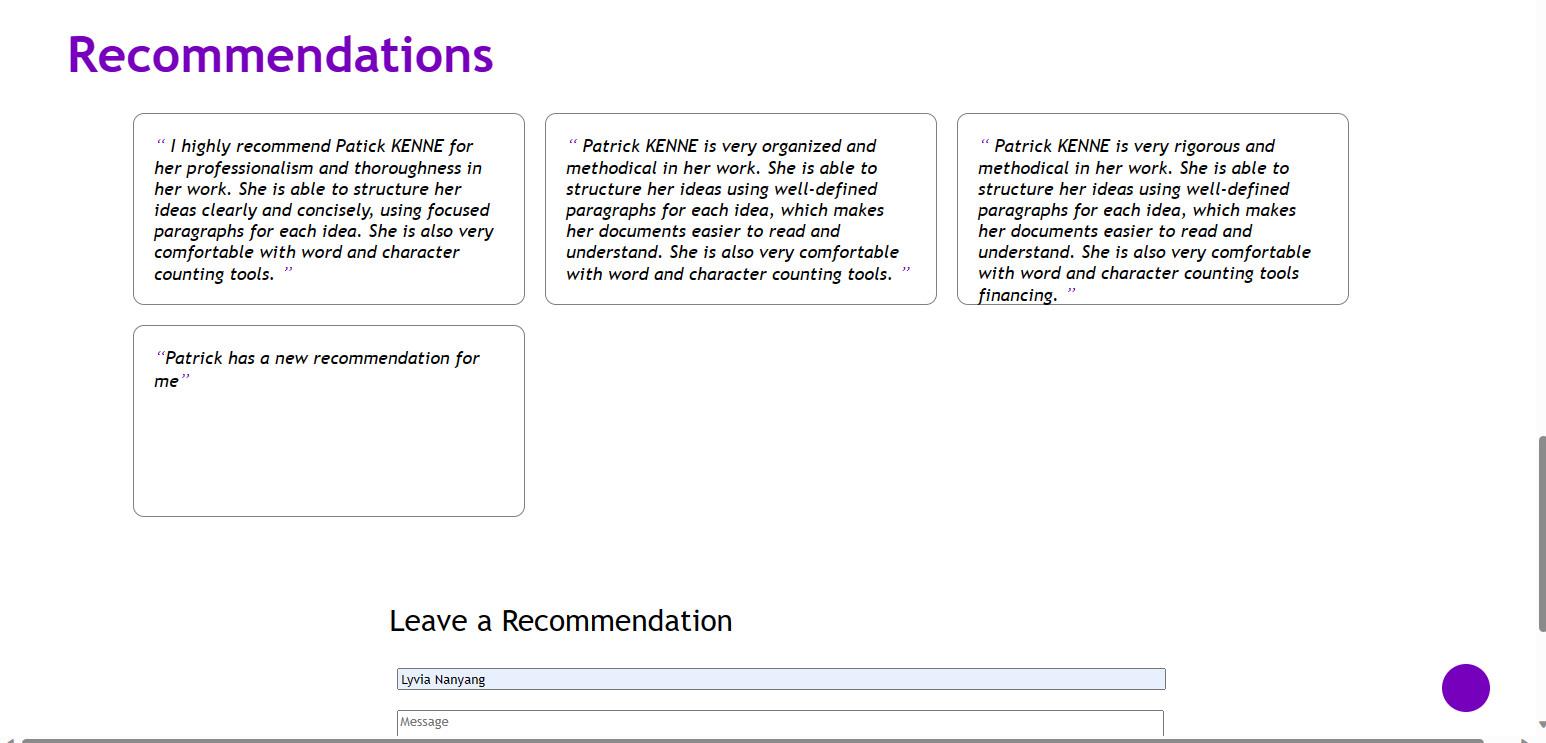 Recommendations
“ I highly recommend Patick KENNE for
her professionalism and thoroughness in
her work. She is able to structure her
ideas clearly and concisely, using focused
paragraphs for each idea. She is also very
comfortable with word and character
counting tools. ”
“ Patrick KENNE is very organized and
methodical in her work. She is able to
structure her ideas using well-defined
paragraphs for each idea, which makes
her documents easier to read and
understand. She is also very comfortable
with word and character counting tools. ”
“ Patrick KENNE is very rigorous and
methodical in her work. She is able to
structure her ideas using well-defined
paragraphs for each idea, which makes
her documents easier to read and
understand. She is also very comfortable
with word and character counting tools
financing. ”
“Patrick has a new recommendation for
me”
Leave a Recommendation
Lyvia Nanyang
Message